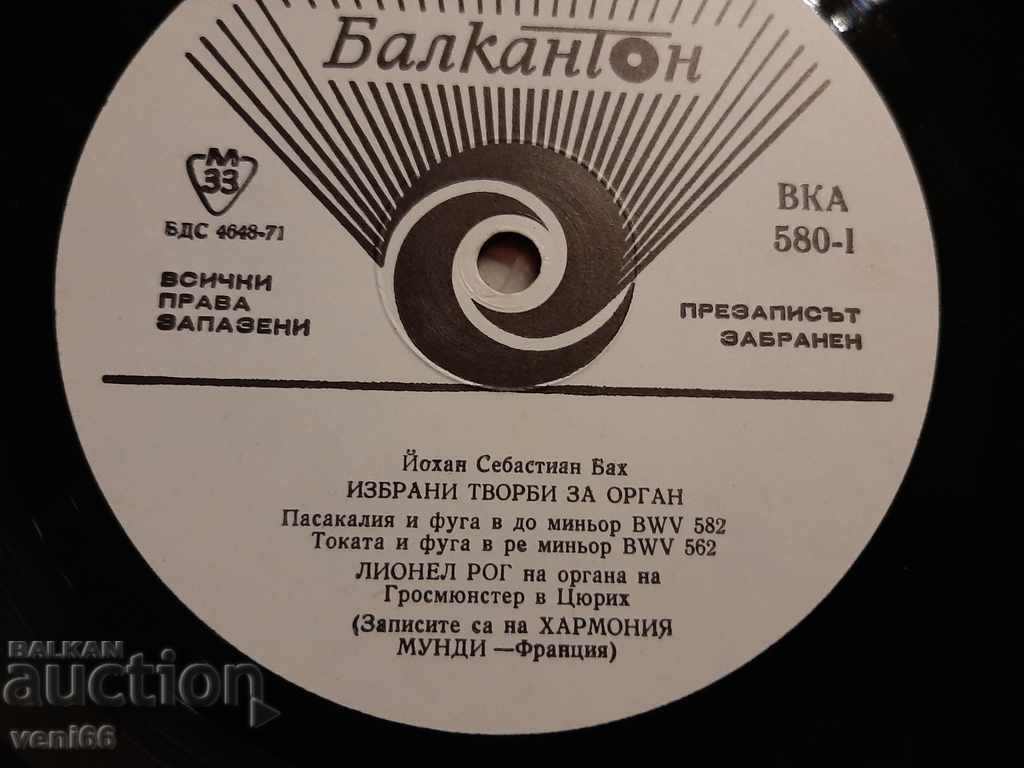 Балкантон
М
33
БДС 4648-71
ВСИЧКИ
ПРАВА
ЗАПАЗЕНИ
ВКА
580-1
ПРЕЗАПИСЪТ
ЗАБРАНЕН
Йохан Себастиан Бах
ИЗБРАНИ ТВОРБИ ЗА ОРГАН
Пасакалия и фуга в до миньор BWV 582
Токата и фуга в ре миньор BWV 562
ЛИОНЕЛ РОГ на органа на
Гросмюнстер в Цюрих
(Записите са на ХАРМОНИЯ
МУНДИ —Франция)
BALKAN
auction
veni66